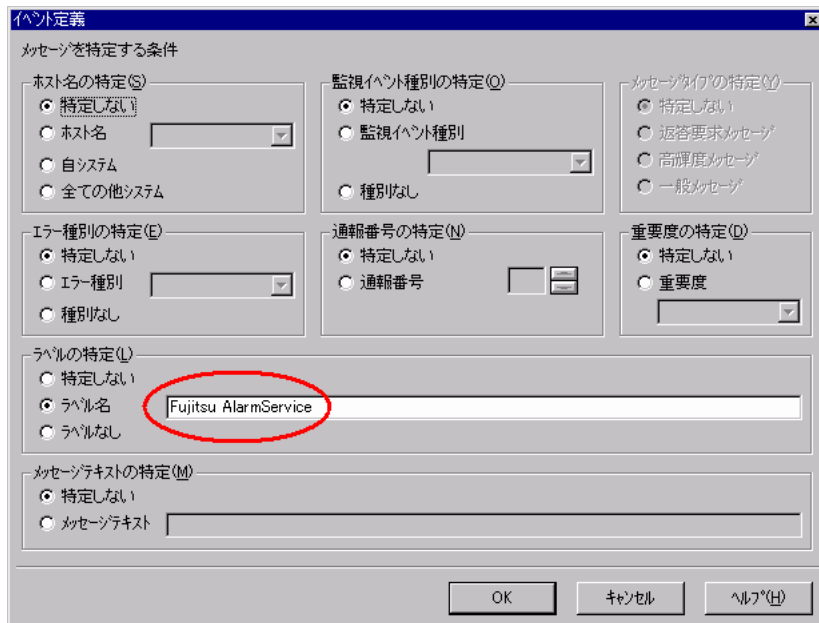 イベント定義
メッセージを特定する条件
ホスト名の特定(S)
特定しない
ホスト名
自システム
全ての他システム
監視イベント種別の特定(O)
特定しない
監視イベント種別
種別なし
メッセージタイプの特定(Y)
特定しない
返答要求メッセージ
高輝度メッセージ
一般メッセージ
エラー種別の特定(E)
特定しない
エラー種別
種別なし
通報番号の特定(N)
特定しない
通報番号
重要度の特定(D)
特定しない
重要度
ラベルの特定(L)
特定しない
ラベル名 Fujitsu AlarmService
ラベルなし
メッセージテキストの特定(M)
特定しない
メッセージテキスト
OK キャンセル ヘルプ(H)